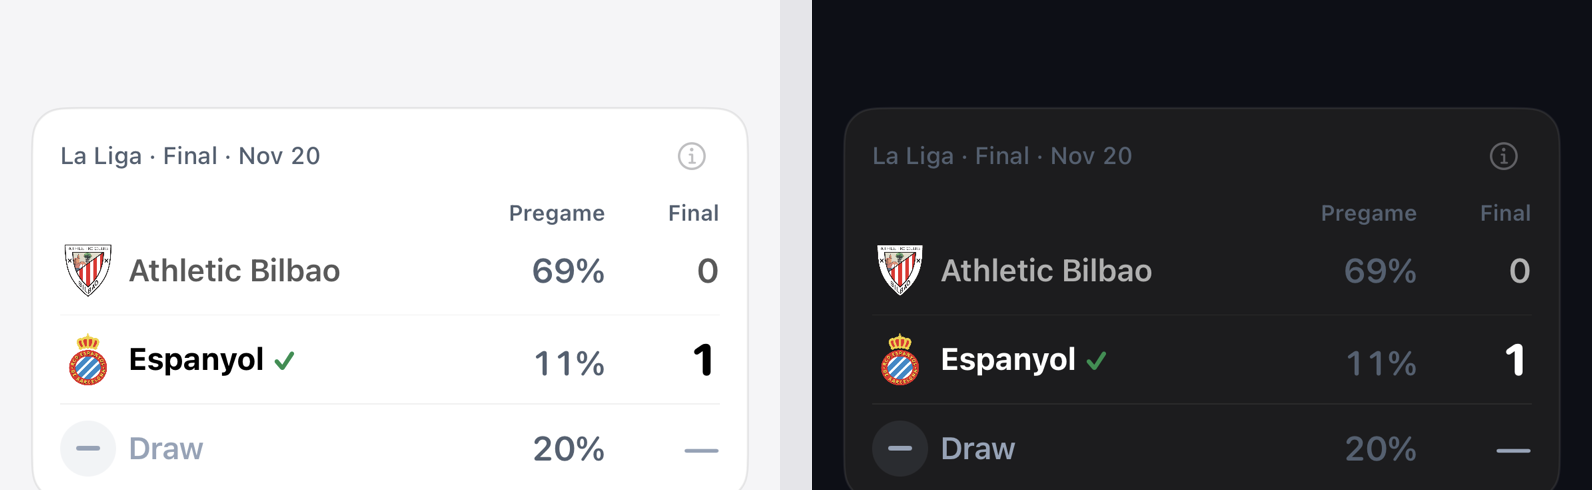 La Liga · Final · Nov 20
Pregame Final
Athletic Bilbao 69% 0
Espanyol ✓ 11% 1
Draw 20% —
La Liga · Final · Nov 20
Pregame Final
Athletic Bilbao 69% 0
Espanyol ✓ 11% 1
Draw 20% —